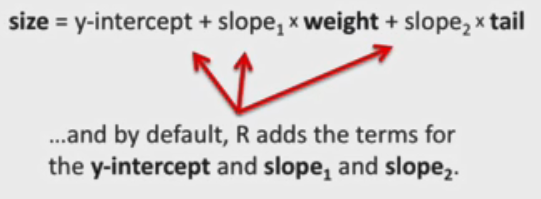 size = y-intercept + slope₁ × weight + slope₂ × tail
...and by default, R adds the terms for
the y-intercept and slope₁ and slope₂.